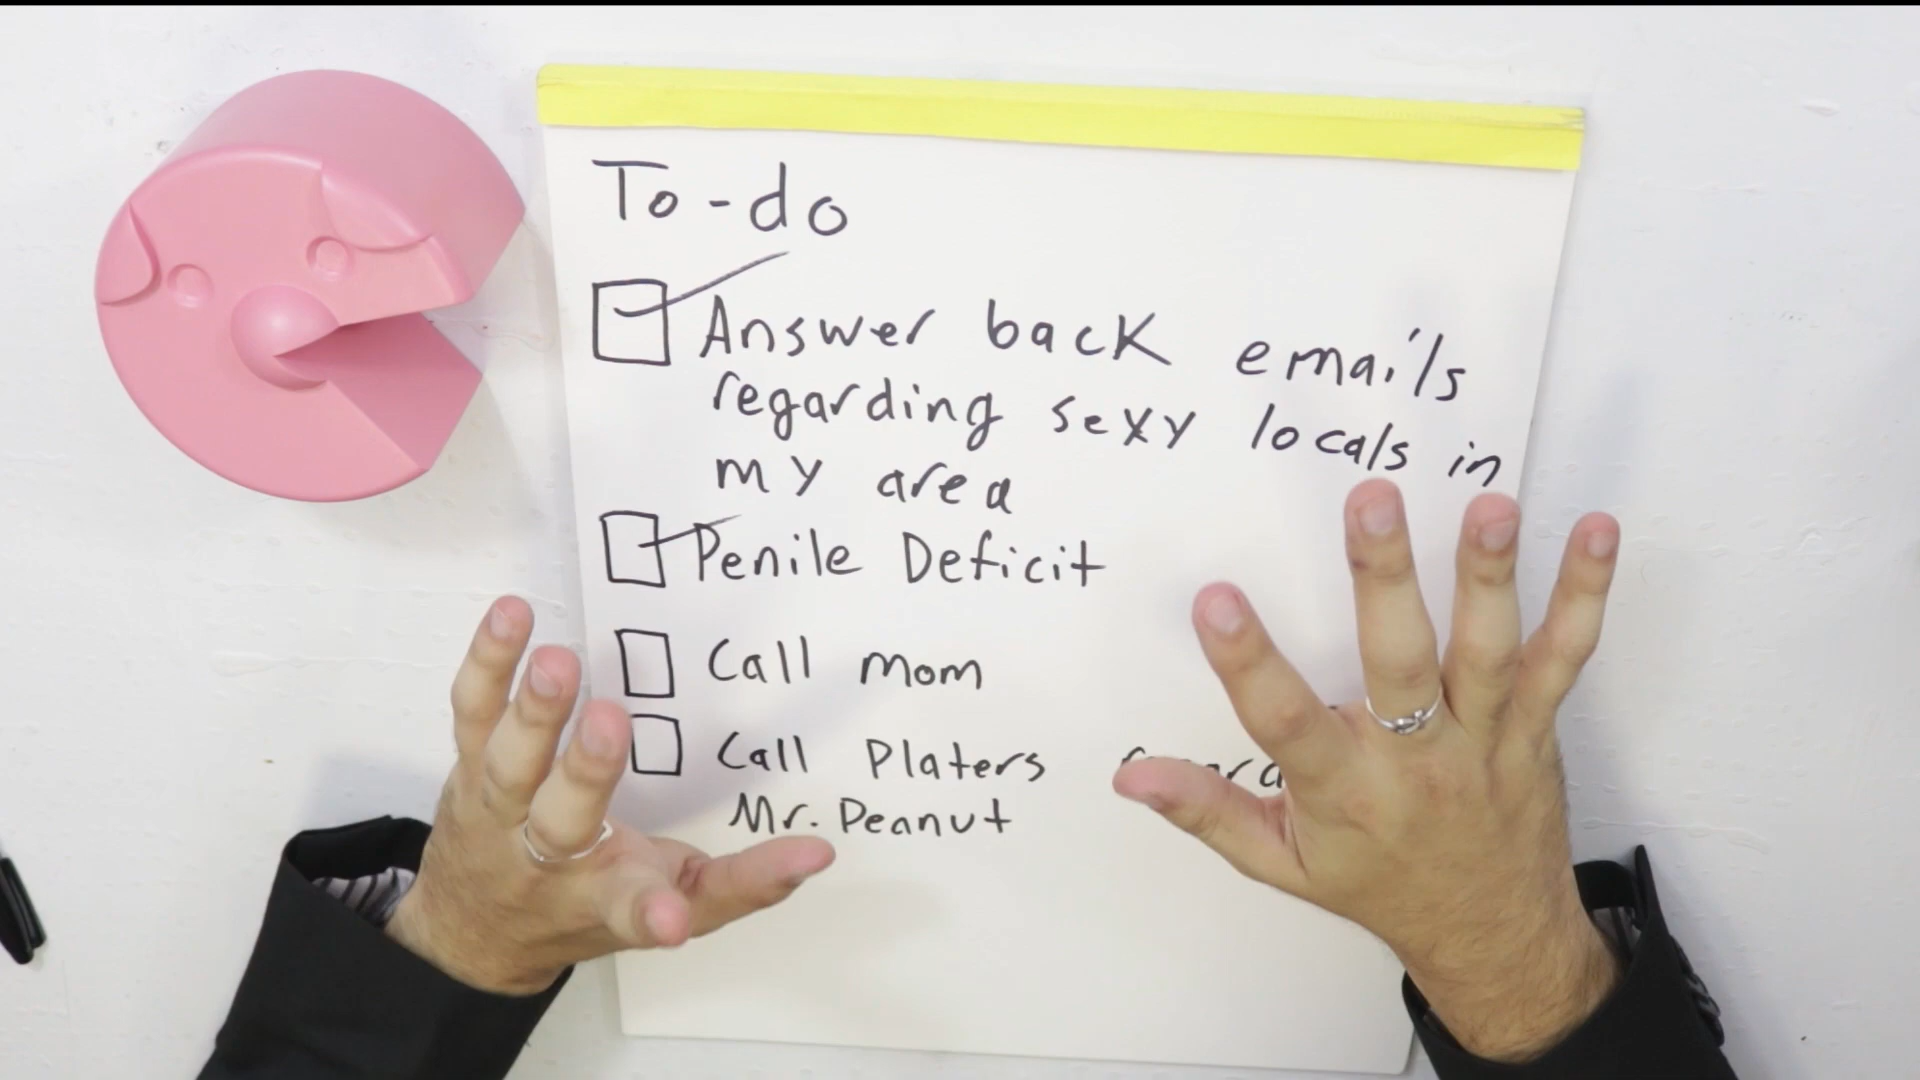 To-do
Answer back emails
regarding sexy locals in
my area
Penile Deficit
Call mom
Call Platers
Mr. Peanut